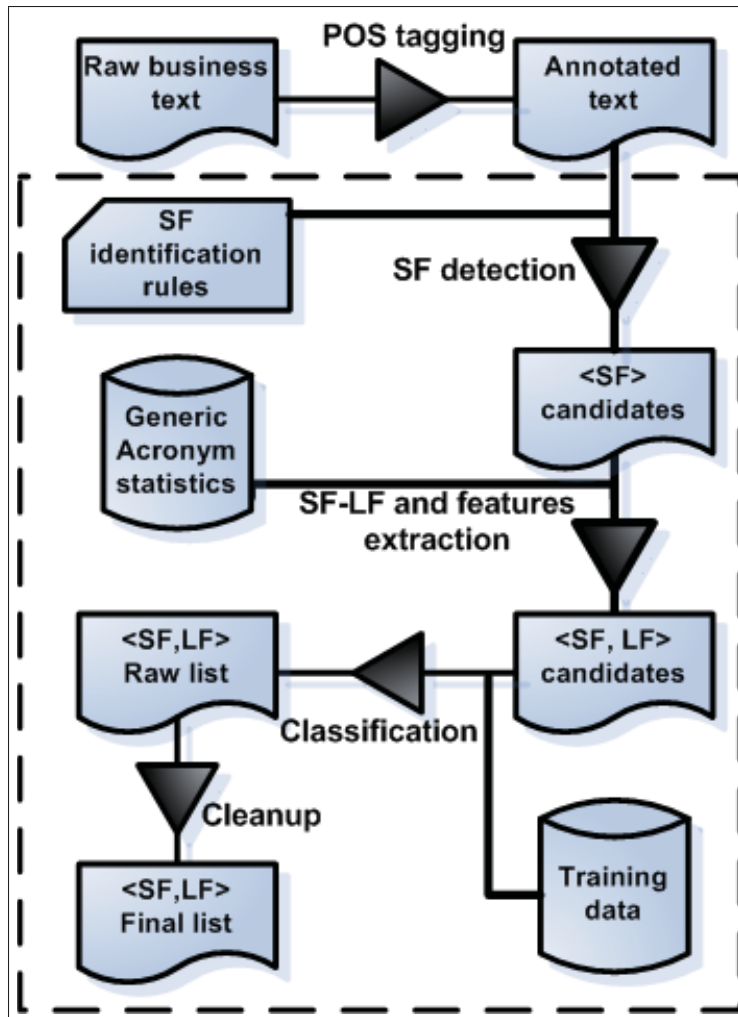 POS tagging
Raw business
text
Annotated
text
SF
identification
rules
SF detection
<SF>
candidates
Generic
Acronym
statistics
SF-LF and features
extraction
<SF,LF>
Raw list
<SF, LF>
candidates
Classification
Cleanup
<SF,LF>
Final list
Training
data